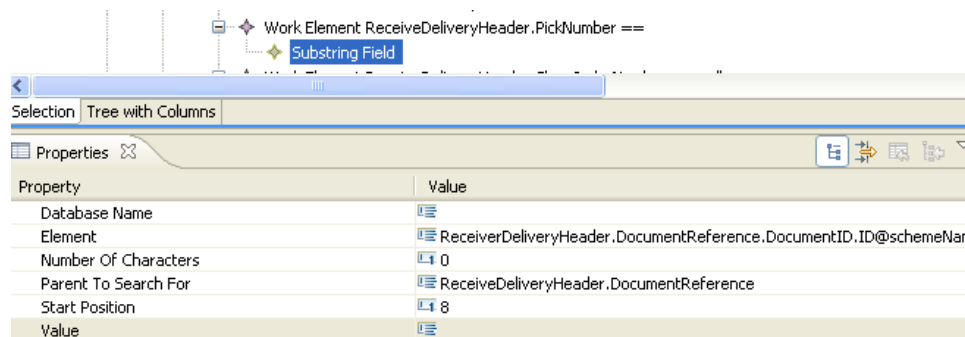 Work Element ReceiveDeliveryHeader.PickNumber ==
Substring Field
Selection Tree with Columns
Properties
Property Value
Database Name
Element ReceiverDeliveryHeader.DocumentReference.DocumentID.ID@schemeNar
Number Of Characters 0
Parent To Search For ReceiveDeliveryHeader.DocumentReference
Start Position 8
Value